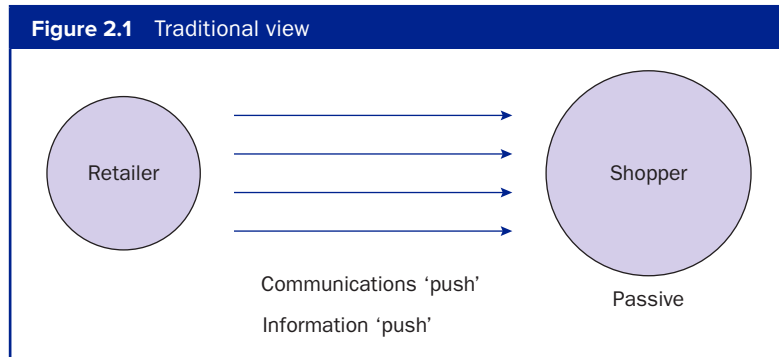 Figure 2.1 Traditional view
Retailer
Shopper
Communications ‘push’
Passive
Information ‘push’